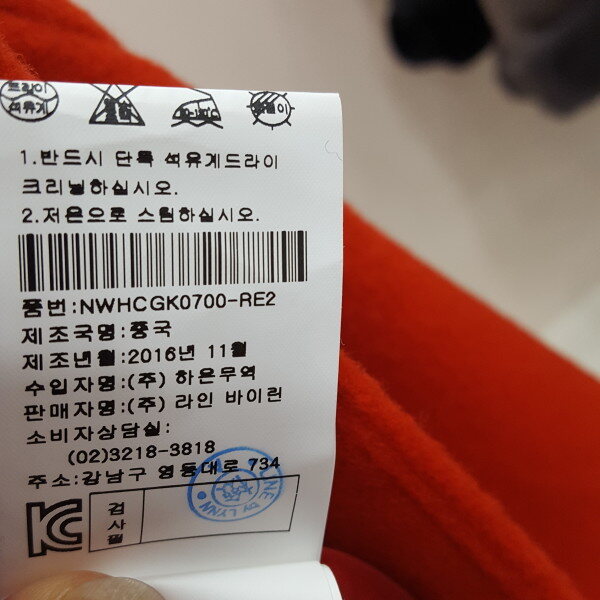 드라이
석유계
1.반드시 단독 석유계드라이
크리닝하십시오.
2.저온으로 스팀하십시오.
품번:NWHCGK0700-RE2
제조국명:중국
제조년월:2016년 11월
수입자명:(주) 하은무역
판매자명:(주) 라인 바이린
소비자상담실:
(02)3218-3818
주소:강남구 영동대로 734
KC
검
사
필
LINE BY LYNN